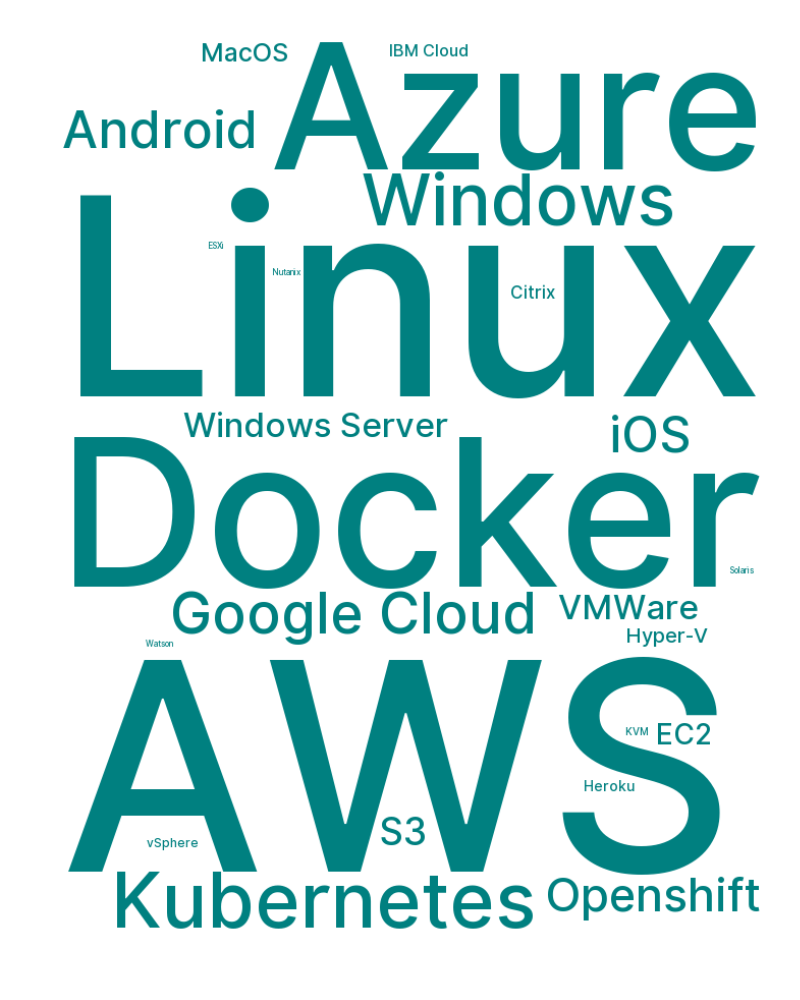 MacOS
IBM Cloud
Azure
Android
Windows
Linux
ESXi
Nutanix
Citrix
Windows Server
iOS
Docker
Solaris
Google Cloud
VMWare
Hyper-V
Watson
AWS
KVM
EC2
Heroku
S3
vSphere
Kubernetes
Openshift